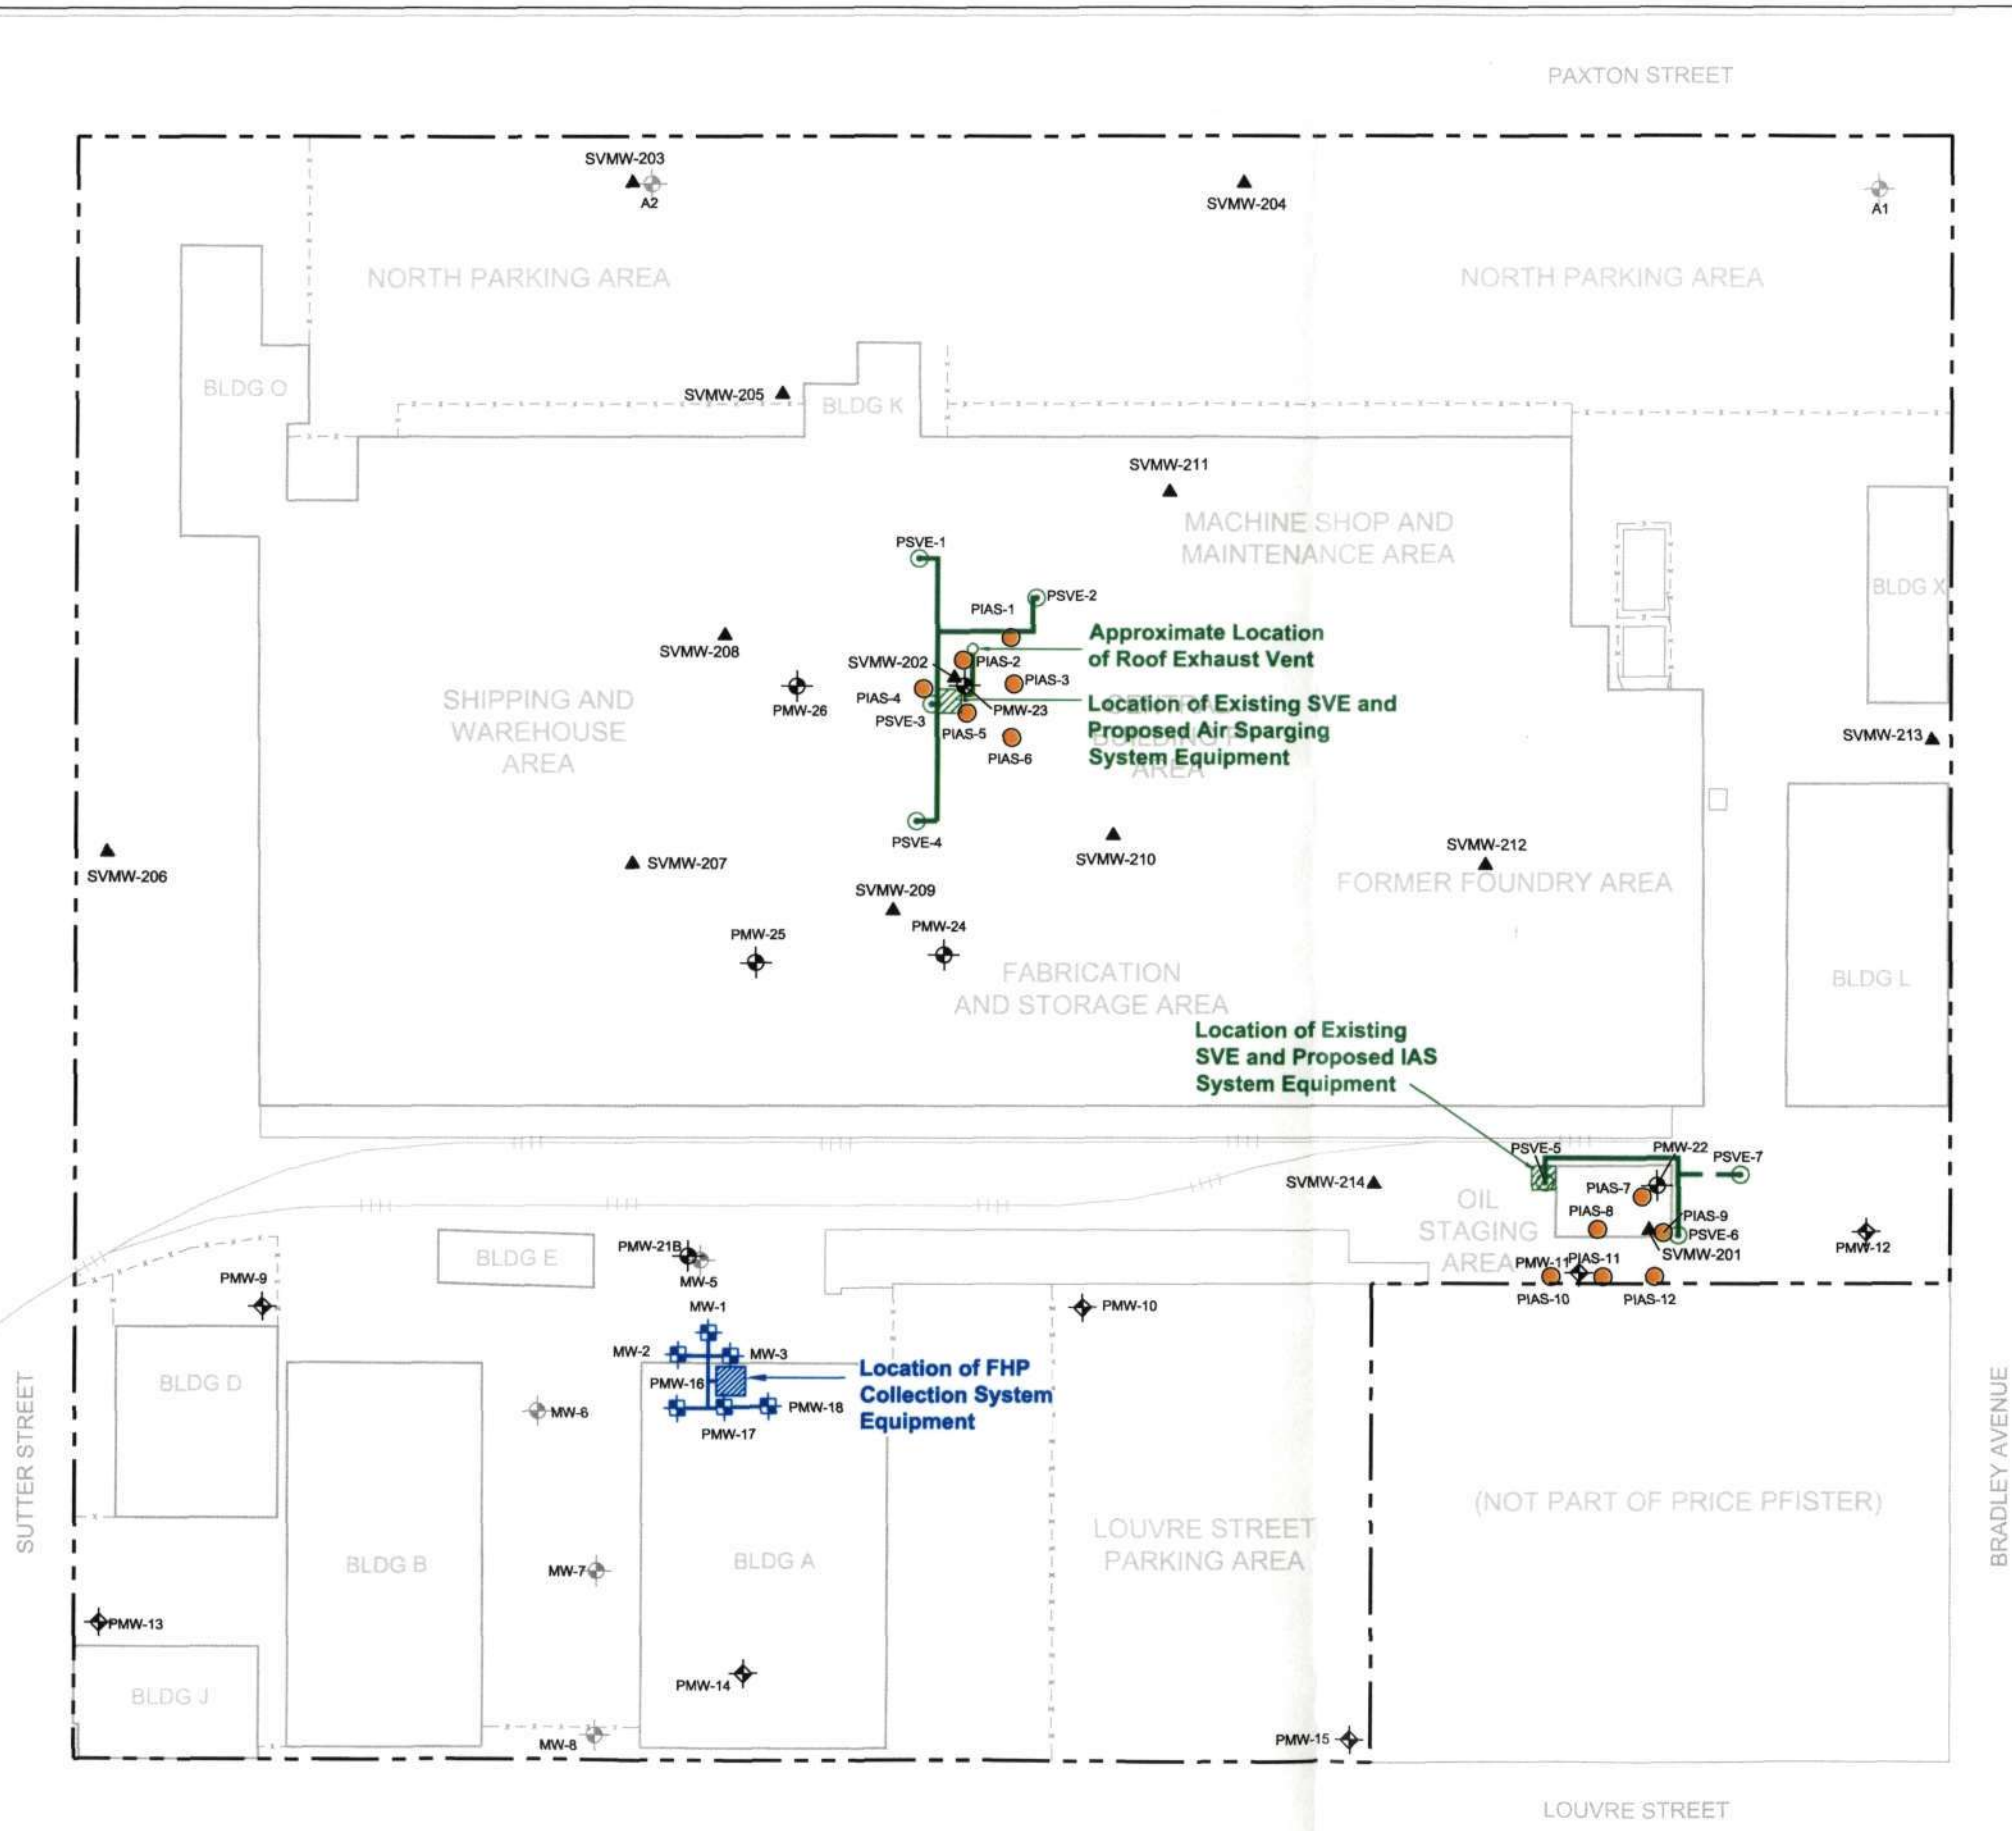 PAXTON STREET
SVMW-203
A2
SVMW-204
A1
NORTH PARKING AREA
NORTH PARKING AREA
BLDG O
SVMW-205
BLDG K
SVMW-211
MACHINE SHOP AND
MAINTENANCE AREA
PSVE-1
PSVE-2
PIAS-1
BLDG X
Approximate Location
of Roof Exhaust Vent
SVMW-208
SVMW-202
PIAS-2
PIAS-3
PIAS-4
PMW-26
PSVE-3
PMW-23
PIAS-5
PIAS-6
SHIPPING AND
WAREHOUSE
AREA
Location of Existing SVE and
Proposed Air Sparging
System Equipment
CENTRAL
BUILDING P
AREA
SVMW-213
PSVE-4
SVMW-206
SVMW-207
SVMW-210
SVMW-212
FORMER FOUNDRY AREA
SVMW-209
PMW-25
PMW-24
FABRICATION
AND STORAGE AREA
BLDG L
Location of Existing
SVE and Proposed IAS
System Equipment
PSVE-5
PMW-22
PSVE-7
SVMW-214
PIAS-7
PIAS-8
PIAS-9
PSVE-6
SVMW-201
OIL
STAGING
AREA
PMW-11
PIAS-11
PIAS-10
PIAS-12
PMW-12
BLDG E
PMW-21B
MW-5
PMW-9
MW-1
PMW-10
MW-2
MW-3
PMW-16
PMW-18
PMW-17
Location of FHP
Collection System
Equipment
BLDG D
MW-6
SUTTER STREET
BRADLEY AVENUE
(NOT PART OF PRICE PFISTER)
LOUVRE STREET
PARKING AREA
BLDG B
MW-7
BLDG A
PMW-13
PMW-14
BLDG J
MW-8
PMW-15
LOUVRE STREET